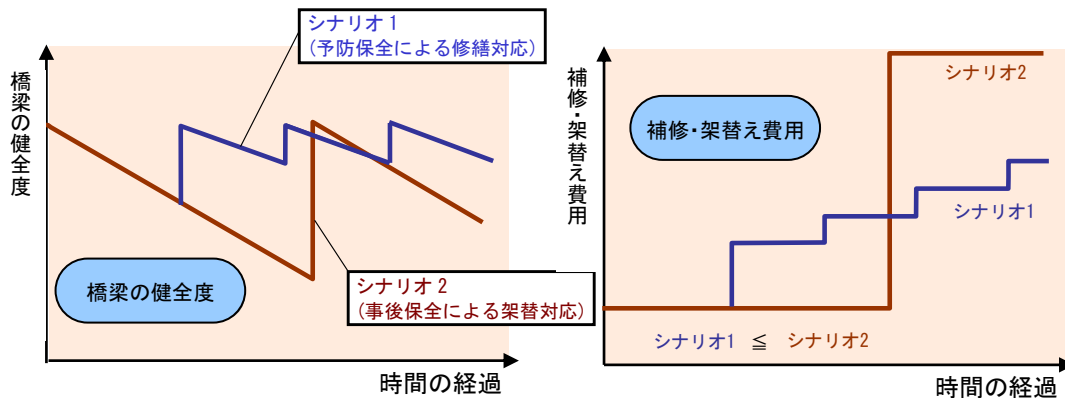 シナリオ1
(予防保全による修繕対応)
橋梁の健全度
橋梁の健全度
シナリオ2
(事後保全による架替対応)
時間の経過
補修・架替え費用
補修・架替え費用
シナリオ2
シナリオ1
シナリオ1 ≦ シナリオ2
時間の経過